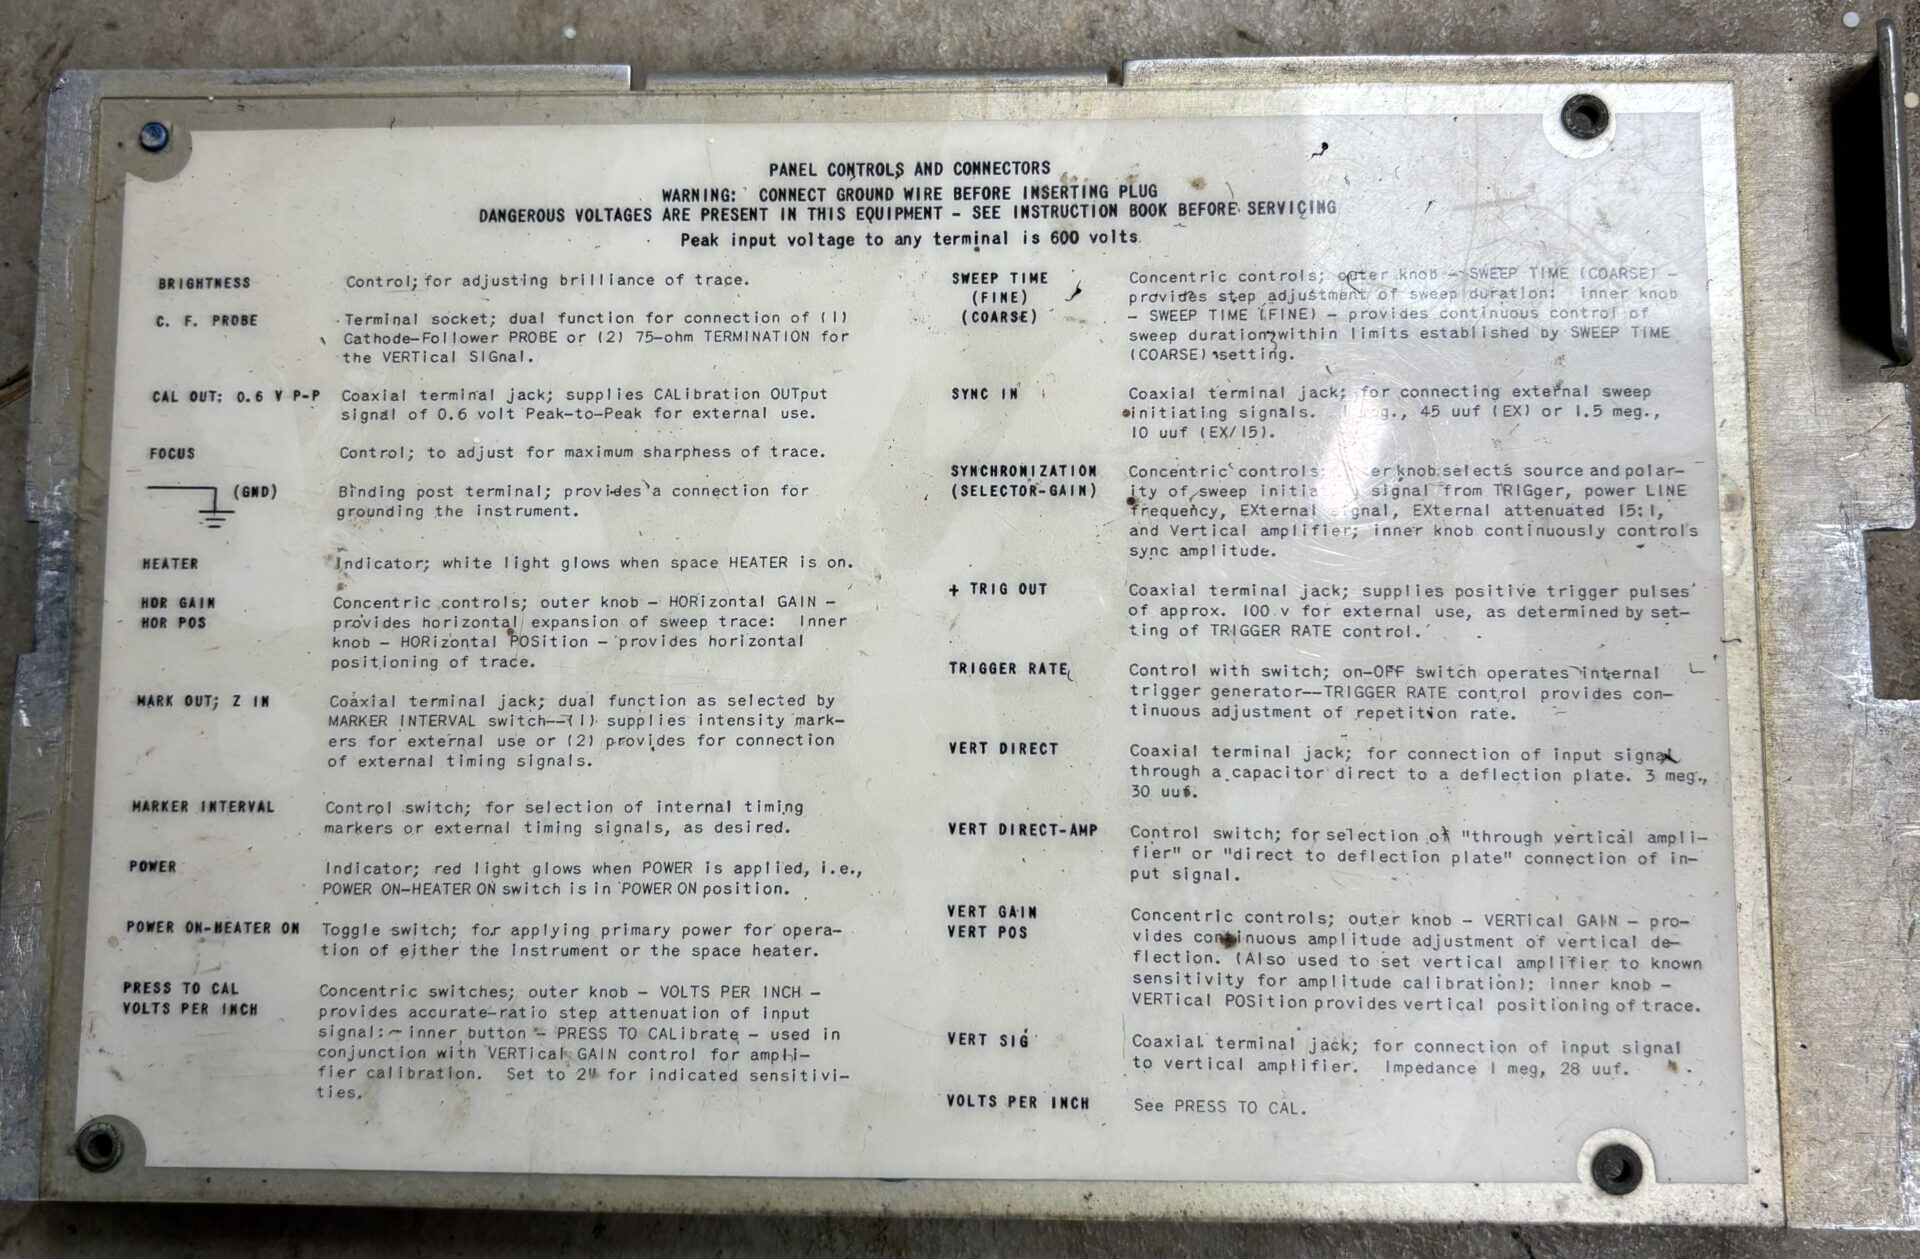 PANEL CONTROLS AND CONNECTORS
WARNING: CONNECT GROUND WIRE BEFORE INSERTING PLUG
DANGEROUS VOLTAGES ARE PRESENT IN THIS EQUIPMENT - SEE INSTRUCTION BOOK BEFORE SERVICING
Peak input voltage to any terminal is 600 volts
BRIGHTNESS Control; for adjusting brilliance of trace.
C. F. PROBE Terminal socket; dual function for connection of (1)
Cathode-Follower PROBE or (2) 75-ohm TERMINATION for
the VERTical SIGnal.
CAL OUT; 0.6 V P-P Coaxial terminal jack; supplies CALibration OUTput
signal of 0.6 volt Peak-to-Peak for external use.
FOCUS Control; to adjust for maximum sharpness of trace.
(GND) Binding post terminal; provides a connection for
grounding the instrument.
HEATER Indicator; white light glows when space HEATER is on.
HOR GAIN Concentric controls; outer knob - HORizontal GAIN -
HOR POS provides horizontal expansion of sweep trace: Inner
knob - HORizontal POSition - provides horizontal
positioning of trace.
MARK OUT; Z IN Coaxial terminal jack; dual function as selected by
MARKER INTERVAL switch--(1) supplies intensity mark-
ers for external use or (2) provides for connection
of external timing signals.
MARKER INTERVAL Control switch; for selection of internal timing
markers or external timing signals, as desired.
POWER Indicator; red light glows when POWER is applied, i.e.,
POWER ON-HEATER ON switch is in POWER ON position.
POWER ON-HEATER ON Toggle switch; for applying primary power for opera-
tion of either the instrument or the space heater.
PRESS TO CAL Concentric switches; outer knob - VOLTS PER INCH -
VOLTS PER INCH provides accurate-ratio step attenuation of input
signal: inner button - PRESS TO CALibrate - used in
conjunction with VERTical GAIN control for ampli-
fier calibration. Set to 2" for indicated sensitivi-
ties.
SWEEP TIME Concentric controls; outer knob - SWEEP TIME (COARSE) -
(FINE) provides step adjustment of sweep duration: inner knob
(COARSE) - SWEEP TIME (FINE) - provides continuous control of
sweep duration within limits established by SWEEP TIME
(COARSE) setting.
SYNC IN Coaxial terminal jack; for connecting external sweep
initiating signals. 45 uuf (EX) or 1.5 meg.,
10 uuf (EX/15).
SYNCHRONIZATION Concentric controls; knob selects source and polar-
(SELECTOR-GAIN) ity of sweep signal from TRIGger, power LINE
frequency, EXternal signal, EXternal attenuated 15:1,
and Vertical amplifier; inner knob continuously controls
sync amplitude.
+ TRIG OUT Coaxial terminal jack; supplies positive trigger pulses
of approx. 100 v for external use, as determined by set-
ting of TRIGGER RATE control.
TRIGGER RATE Control with switch; on-OFF switch operates internal
trigger generator--TRIGGER RATE control provides con-
tinuous adjustment of repetition rate.
VERT DIRECT Coaxial terminal jack; for connection of input signal
through a capacitor direct to a deflection plate. 3 meg.,
30 uuf.
VERT DIRECT-AMP Control switch; for selection of "through vertical ampli-
fier" or "direct to deflection plate" connection of in-
put signal.
VERT GAIN Concentric controls; outer knob - VERTical GAIN - pro-
VERT POS vides continuous amplitude adjustment of vertical de-
flection. (Also used to set vertical amplifier to known
sensitivity for amplitude calibration): inner knob -
VERTical POSition provides vertical positioning of trace.
VERT SIG Coaxial terminal jack; for connection of input signal
to vertical amplifier. Impedance 1 meg, 28 uuf.
VOLTS PER INCH See PRESS TO CAL.